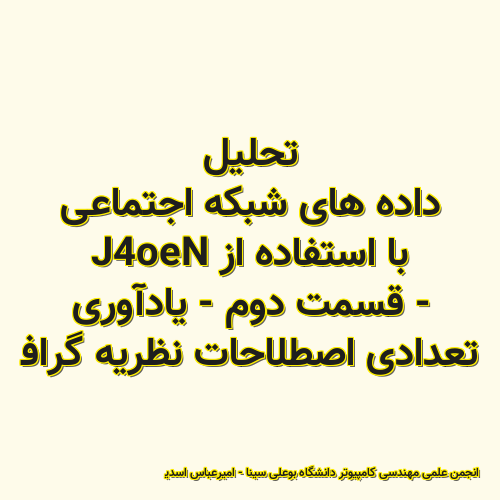 تحلیل
داده های شبکه اجتماعی
با استفاده از J4oeN
- قسمت دوم - یادآوری
تعدادی اصطلاحات نظریه گراف
انجمن علمی مهندسی کامپیوتر دانشگاه بوعلی سینا - امیرعباس اسدی